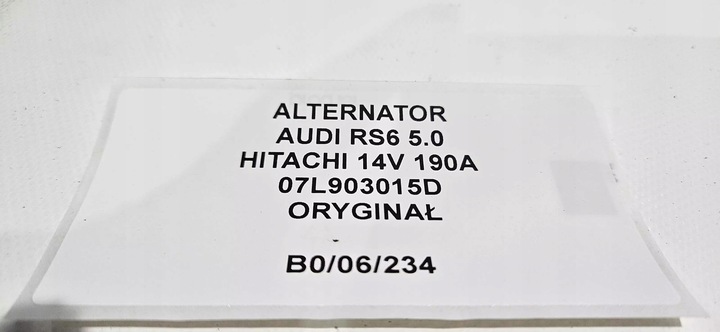 ALTERNATOR
AUDI RS6 5.0
HITACHI 14V 190A
07L903015D
ORYGINAŁ
B0/06/234